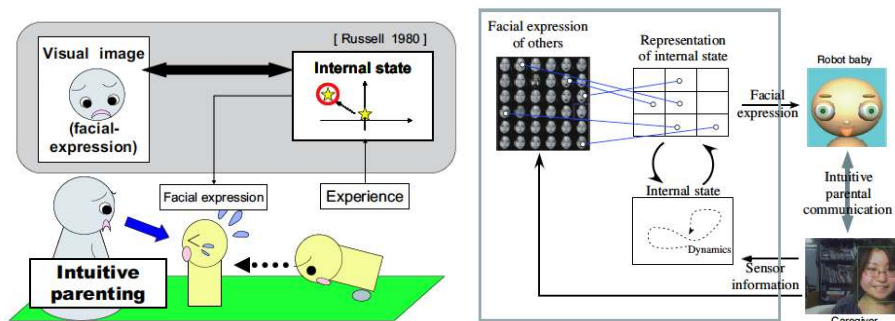 [ Russell 1980 ]
Visual image
(facial-
expression)
Internal state
Facial expression
Experience
Intuitive
parenting
Facial expression
of others
Representation
of internal state
Facial
expression
Robot baby
Internal state
Dynamics
Intuitive
parental
communication
Sensor
information
Caregiver